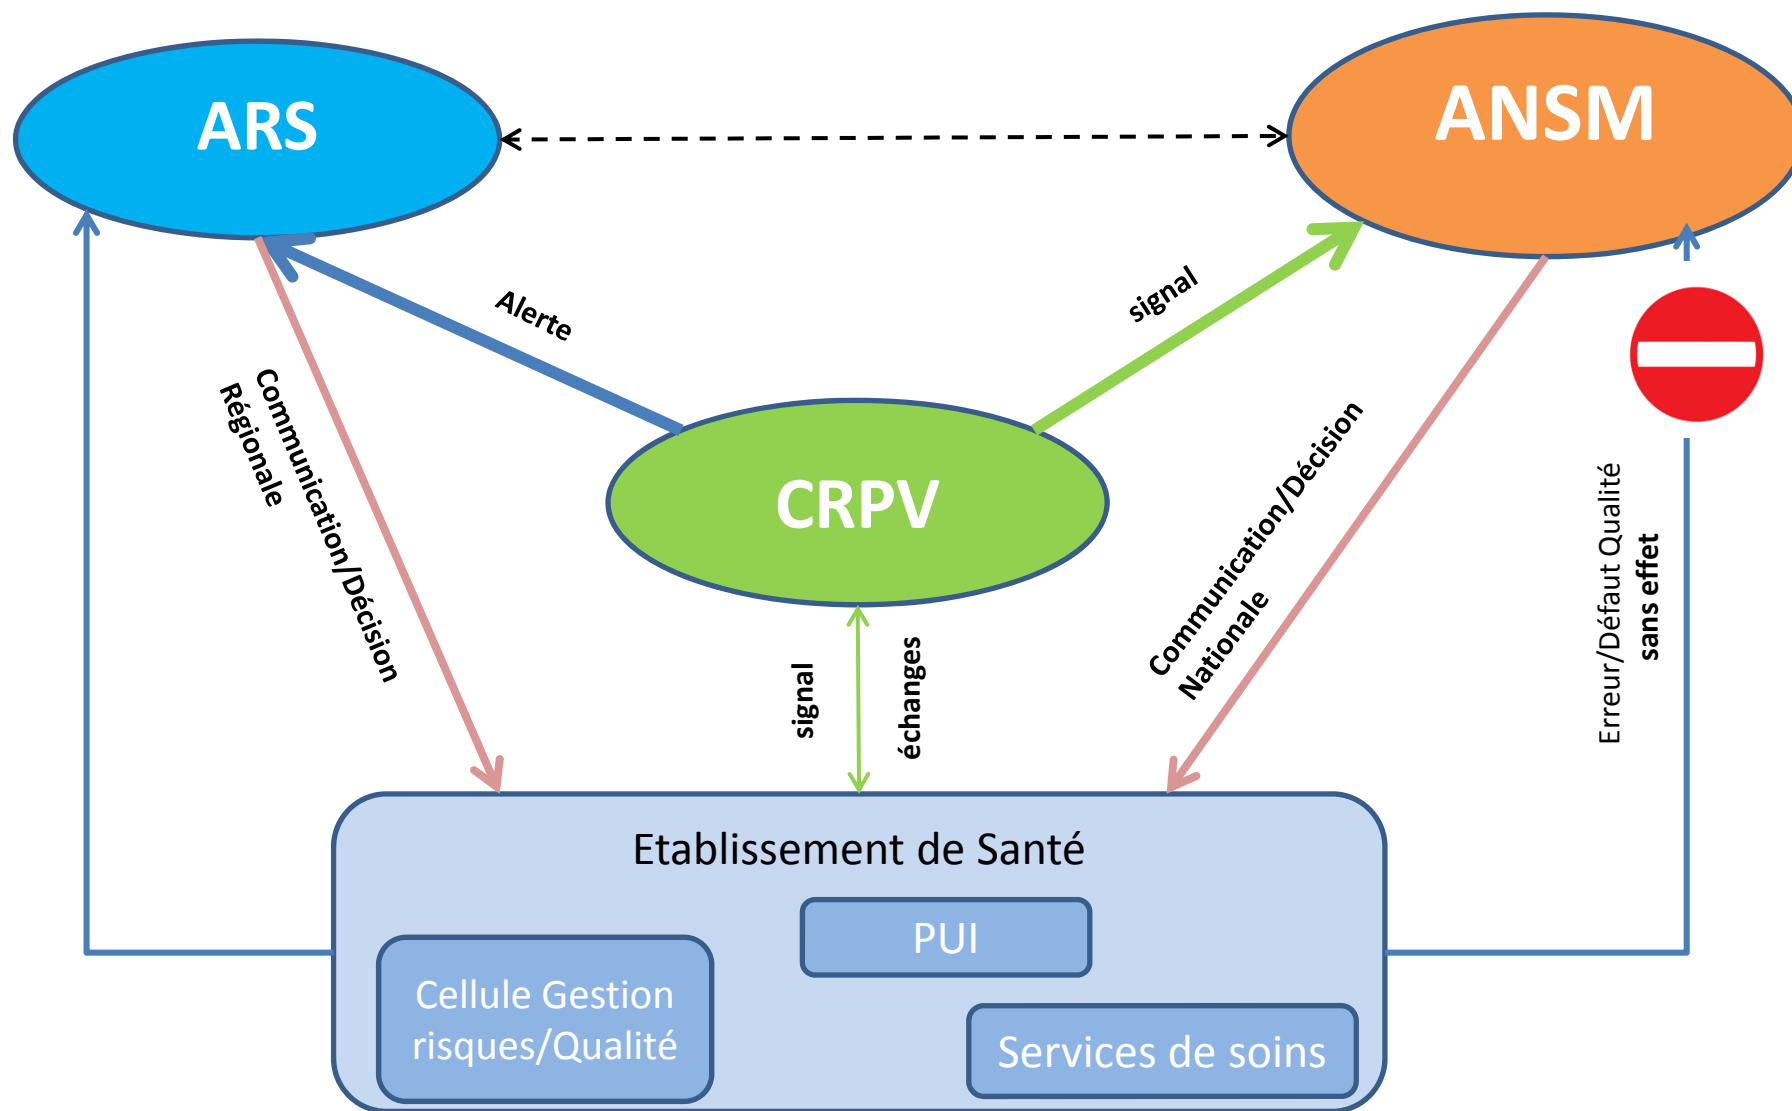 ARS
ANSM
Alerte
signal
Communication/Décision
Régionale
CRPV
Communication/Décision
Nationale
Erreur/Défaut Qualité
sans effet
signal
échanges
Etablissement de Santé
PUI
Cellule Gestion
risques/Qualité
Services de soins